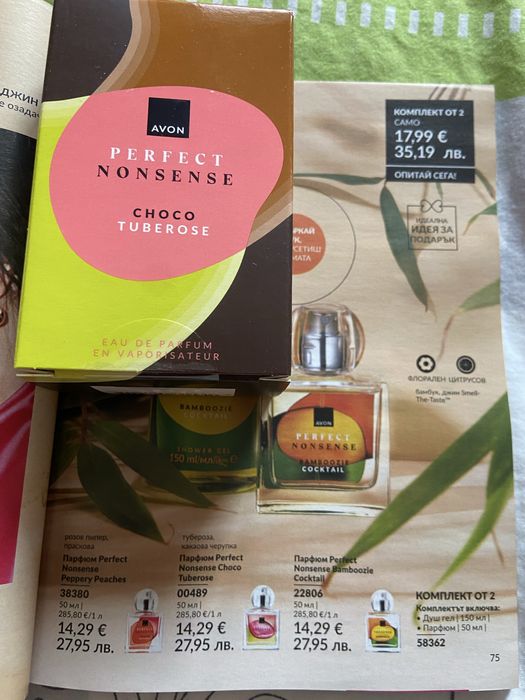 ДЖИН
е озада
AVON
PERFECT
NONSENSE
CHOCO
TUBEROSE
EAU DE PARFUM
EN VAPORISATEUR
КОМПЛЕКТ ОТ 2
САМО
17,99 €
35,19 лв.
ОПИТАЙ СЕГА!
ИДЕАЛНА
ИДЕЯ ЗА
ПОДАРЪК
ФЛОРАЛЕН ЦИТРУСОВ
бамбук, джин Smell-
The-Taste™
BAMBOOZIE
COCKTAIL
SHOWER GEL
150 ml/мл/℮
AVON
PERFECT
NONSENSE
BAMBOOZIE
COCKTAIL
розов пипер,
праскова
Парфюм Perfect
Nonsense
Peppery Peaches
38380
50 мл |
285,80 €/1 л
14,29 €
27,95 лв.
тубероза,
какаова черупка
Парфюм Perfect
Nonsense Choco
Tuberose
00489
50 мл |
285,80 €/1 л
14,29 €
27,95 лв.
Парфюм Perfect
Nonsense Bamboozie
Cocktail
22806
50 мл |
285,80 €/1 л
14,29 €
27,95 лв.
КОМПЛЕКТ ОТ 2
Комплектът включва:
• Душ гел | 150 мл |
• Парфюм | 50 мл |
58362
75